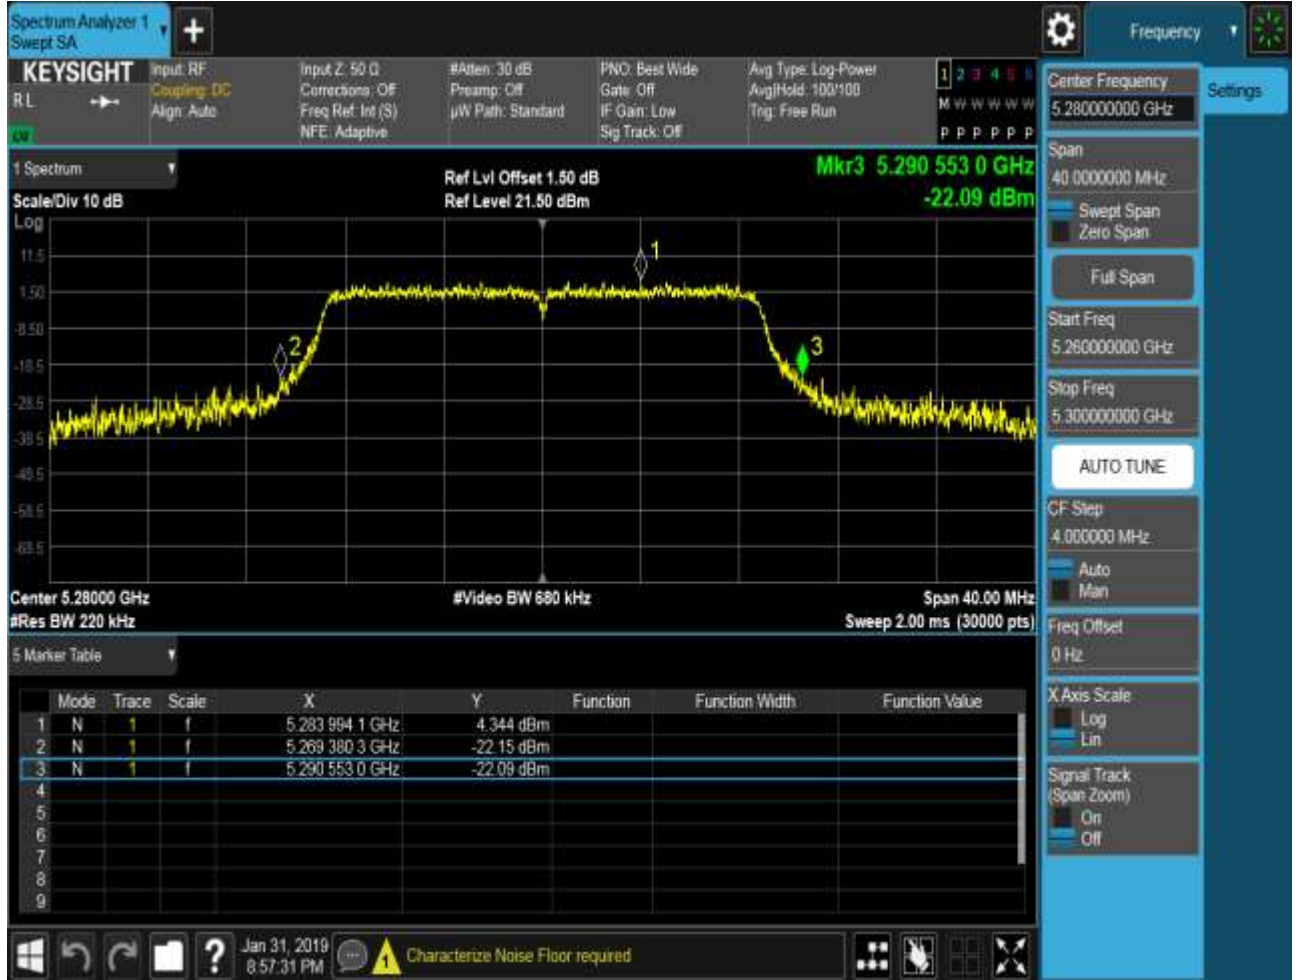 Spectrum Analyzer 1
Swept SA
Frequency
KEYSIGHT
RL
Input: RF
Coupling: DC
Align: Auto
Input Z: 50 Ω
Corrections: Off
Freq Ref: Int (S)
NFE: Adaptive
#Atten: 30 dB
Preamp: Off
µW Path: Standard
PNO: Best Wide
Gate: Off
IF Gain: Low
Sig Track: Off
Avg Type: Log-Power
Avg|Hold: 100/100
Trig: Free Run
1 2 3 4 5 6
M W W W W W
P P P P P P
1 Spectrum
Scale/Div 10 dB
Log
Ref Lvl Offset 1.50 dB
Ref Level 21.50 dBm
Mkr3 5.290 553 0 GHz
-22.09 dBm
11.5
1.50
-8.50
-18.5
-28.5
-38.5
-48.5
-58.5
-68.5
1
2
3
Center 5.28000 GHz
#Res BW 220 kHz
#Video BW 680 kHz
Span 40.00 MHz
Sweep 2.00 ms (30000 pts)
5 Marker Table
Mode Trace Scale X Y Function Function Width Function Value
1 N 1 f 5.283 994 1 GHz 4.344 dBm
2 N 1 f 5.269 380 3 GHz -22.15 dBm
3 N 1 f 5.290 553 0 GHz -22.09 dBm
4
5
6
7
8
9
Center Frequency
5.280000000 GHz
Settings
Span
40.0000000 MHz
Swept Span
Zero Span
Full Span
Start Freq
5.260000000 GHz
Stop Freq
5.300000000 GHz
AUTO TUNE
CF Step
4.000000 MHz
Auto
Man
Freq Offset
0 Hz
X Axis Scale
Log
Lin
Signal Track
(Span Zoom)
On
Off
?
Jan 31, 2019
8:57:31 PM
1
Characterize Noise Floor required